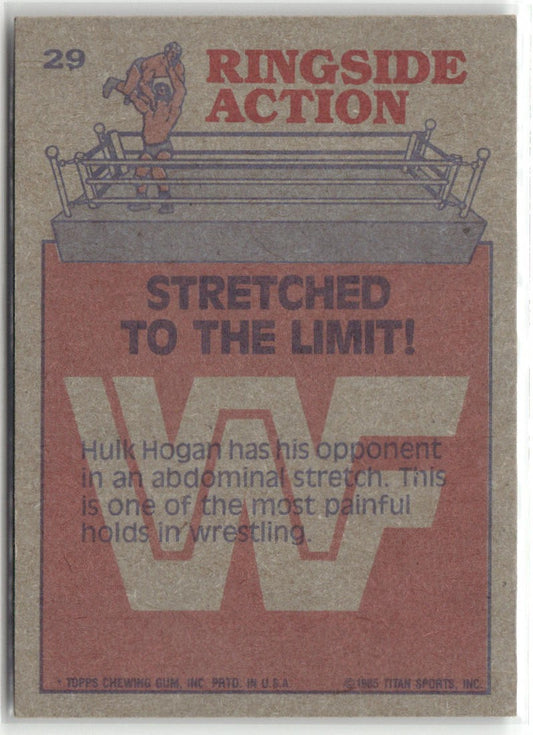 29
RINGSIDE
ACTION
STRETCHED
TO THE LIMIT!
WF
Hulk Hogan has his opponent
in an abdominal stretch. This
is one of the most painful
holds in wrestling.
* TOPPS CHEWING GUM, INC. PRTD. IN U.S.A. © 1985 TITAN SPORTS, INC.